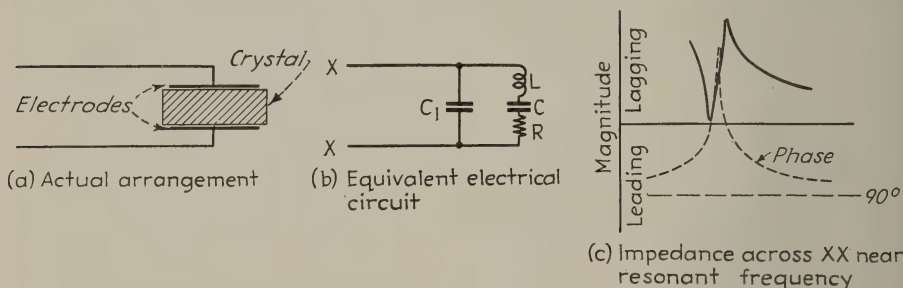 Crystal
Electrodes
(a) Actual arrangement
X
X
C₁
L
C
R
(b) Equivalent electrical
circuit
Magnitude
Leading
Lagging
Phase
90°
(c) Impedance across XX near
resonant frequency